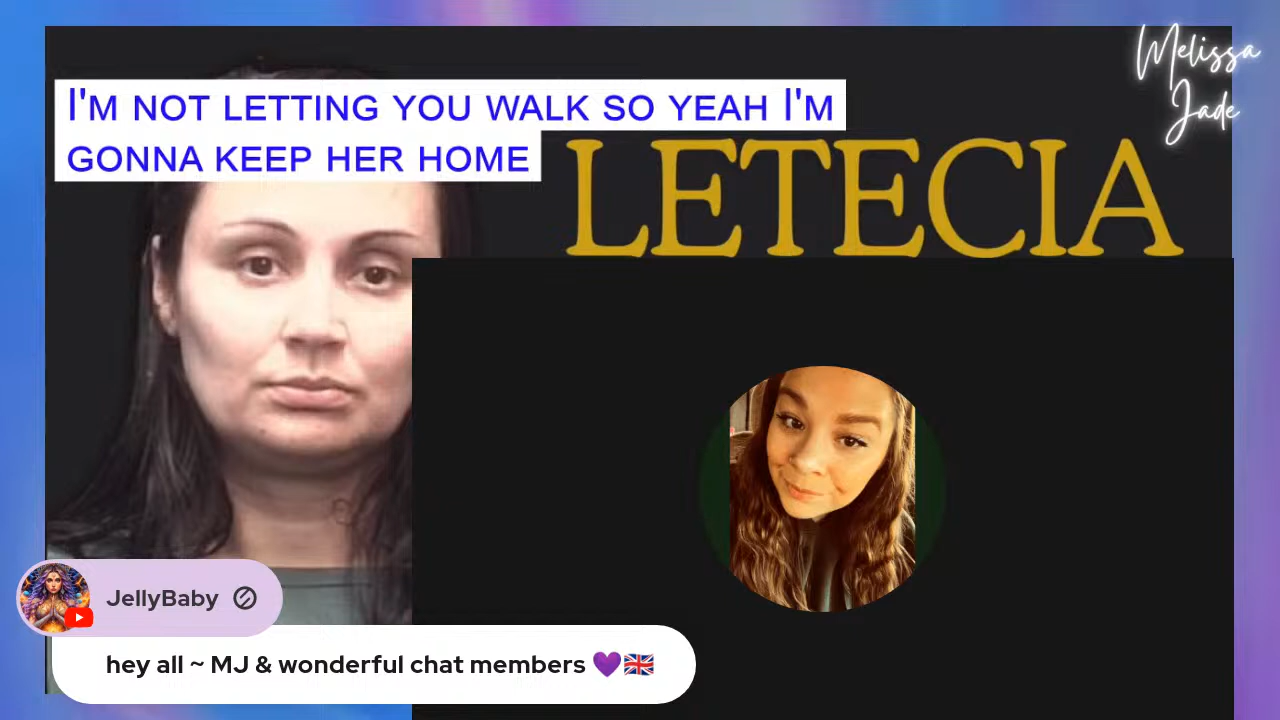 Melissa
Jade
I'M NOT LETTING YOU WALK SO YEAH I'M
GONNA KEEP HER HOME
LETECIA
JellyBaby
hey all ~ MJ & wonderful chat members 💜🇬🇧